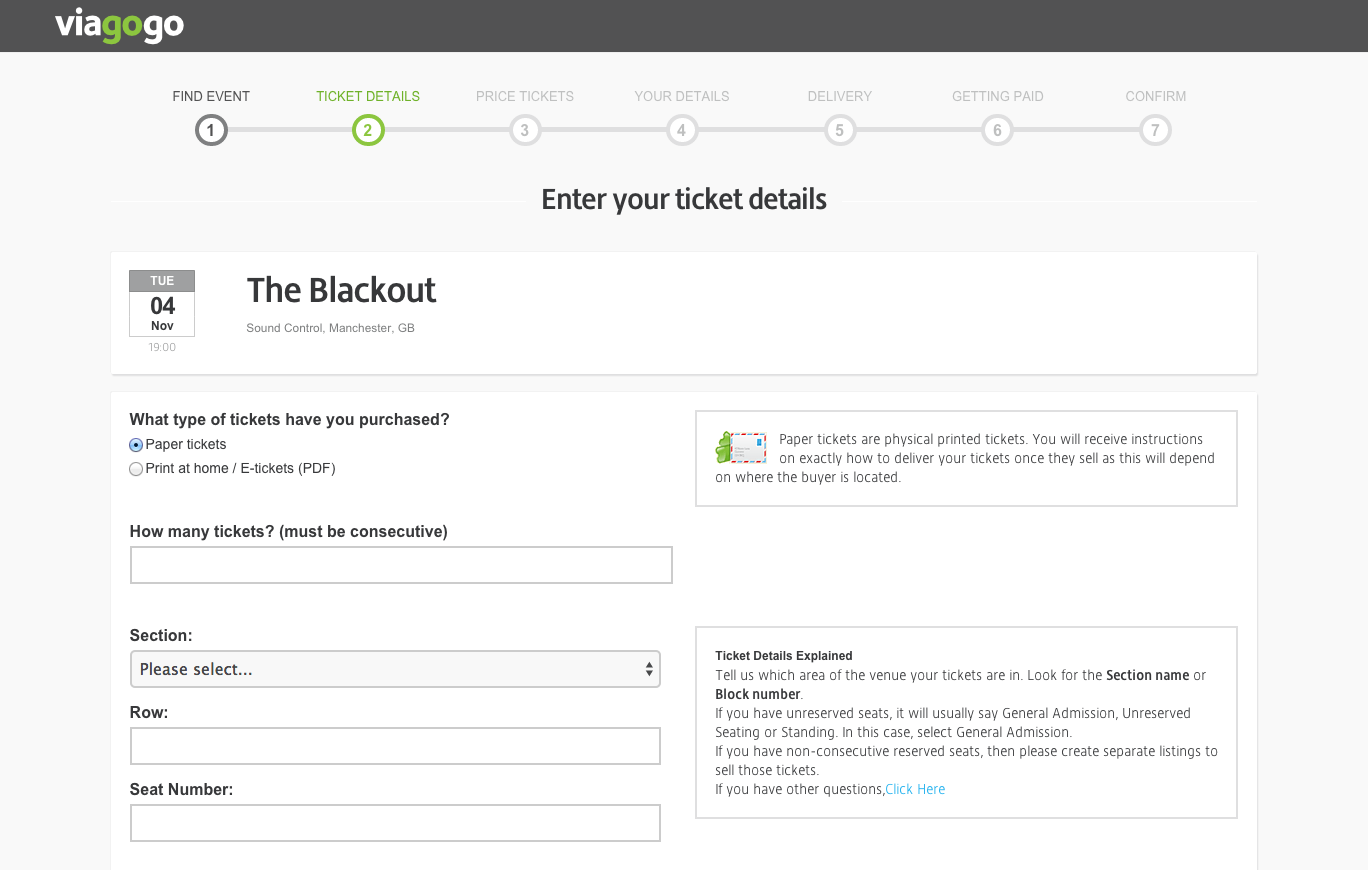 viagogo
FIND EVENT
TICKET DETAILS
PRICE TICKETS
YOUR DETAILS
DELIVERY
GETTING PAID
CONFIRM
1
2
3
4
5
6
7
Enter your ticket details
TUE
04
Nov
19:00
The Blackout
Sound Control, Manchester, GB
What type of tickets have you purchased?
Paper tickets
Print at home / E-tickets (PDF)
Paper tickets are physical printed tickets. You will receive instructions
on exactly how to deliver your tickets once they sell as this will depend
on where the buyer is located.
How many tickets? (must be consecutive)
Section:
Please select...
Row:
Seat Number:
Ticket Details Explained
Tell us which area of the venue your tickets are in. Look for the Section name or
Block number.
If you have unreserved seats, it will usually say General Admission, Unreserved
Seating or Standing. In this case, select General Admission.
If you have non-consecutive reserved seats, then please create separate listings to
sell those tickets.
If you have other questions,Click Here